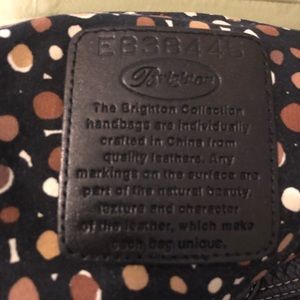 E638446
Brighton
The Brighton Collection
handbags are individually
crafted in China from
quality leathers. Any
markings on the surface are
part of the natural beauty,
texture and character
of the leather, which make
each bag unique.